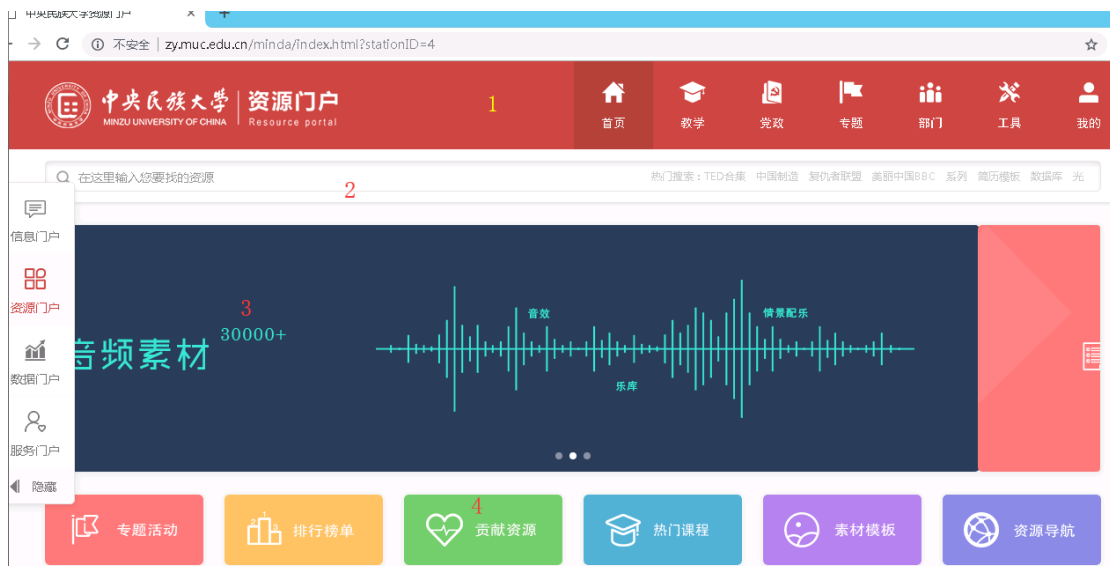 中央民族大学资源门户 × +
不安全 | zy.muc.edu.cn/minda/index.html?stationID=4
中央民族大学
MINZU UNIVERSITY OF CHINA
资源门户
Resource portal
1
首页 教学 党政 专题 部门 工具 我的
在这里输入您要找的资源
2
热门搜索：TED合集 中国制造 复仇者联盟 美丽中国BBC 系列 简历模板 数据库 光
信息门户
资源门户
数据门户
服务门户
隐藏
3
音频素材 30000+
音效
情景配乐
乐库
4
专题活动 排行榜单 贡献资源 热门课程 素材模板 资源导航